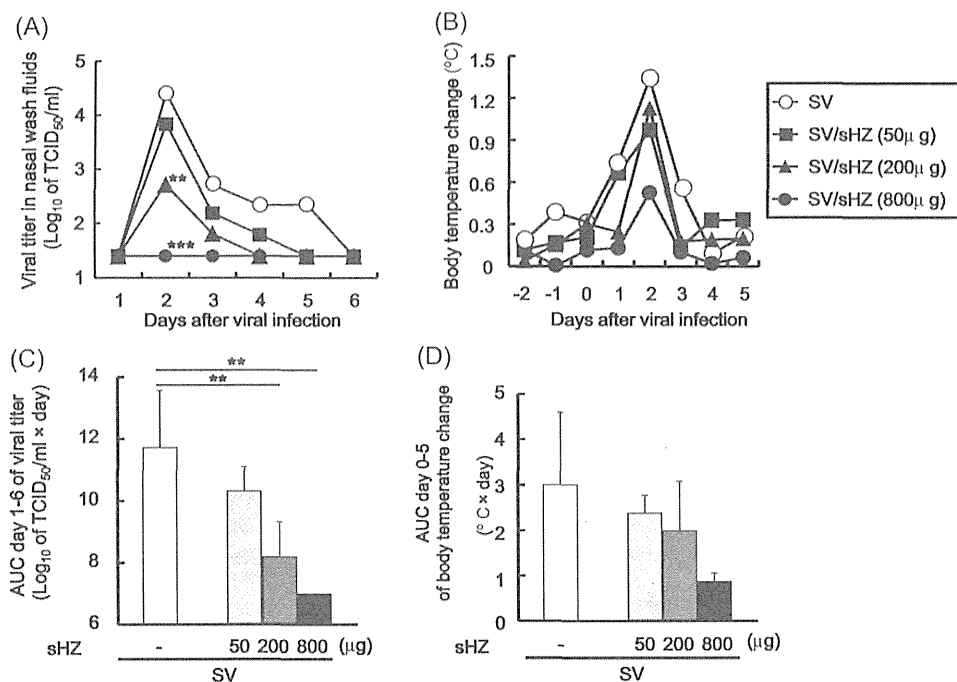 (A)
Viral titer in nasal wash fluids
(Log10 of TCID50/ml)
5
4
3
2
1
**
***
1 2 3 4 5 6
Days after viral infection
(B)
Body temperature change (°C)
1.5
1.2
0.9
0.6
0.3
0
-2 -1 0 1 2 3 4 5
Days after viral infection
SV
SV/sHZ (50μ g)
SV/sHZ (200μ g)
SV/sHZ (800μ g)
(C)
AUC day 1-6 of viral titer
(Log10 of TCID50/ml × day)
14
12
10
8
6
**
**
sHZ - 50 200 800 (μg)
SV
(D)
AUC day 0-5
of body temperature change
(° C × day)
5
4
3
2
1
0
sHZ - 50 200 800 (μg)
SV